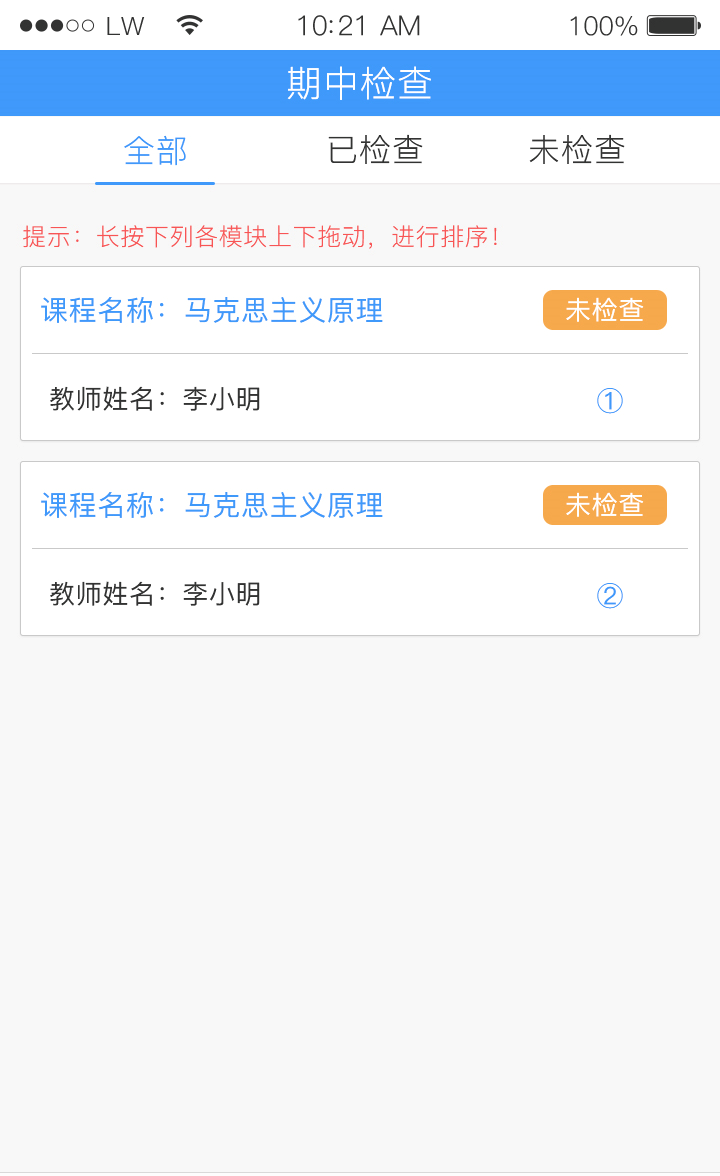 LW 10:21 AM 100%
期中检查
全部 已检查 未检查
提示：长按下列各模块上下拖动，进行排序！
课程名称：马克思主义原理 未检查
教师姓名：李小明 ①
课程名称：马克思主义原理 未检查
教师姓名：李小明 ②